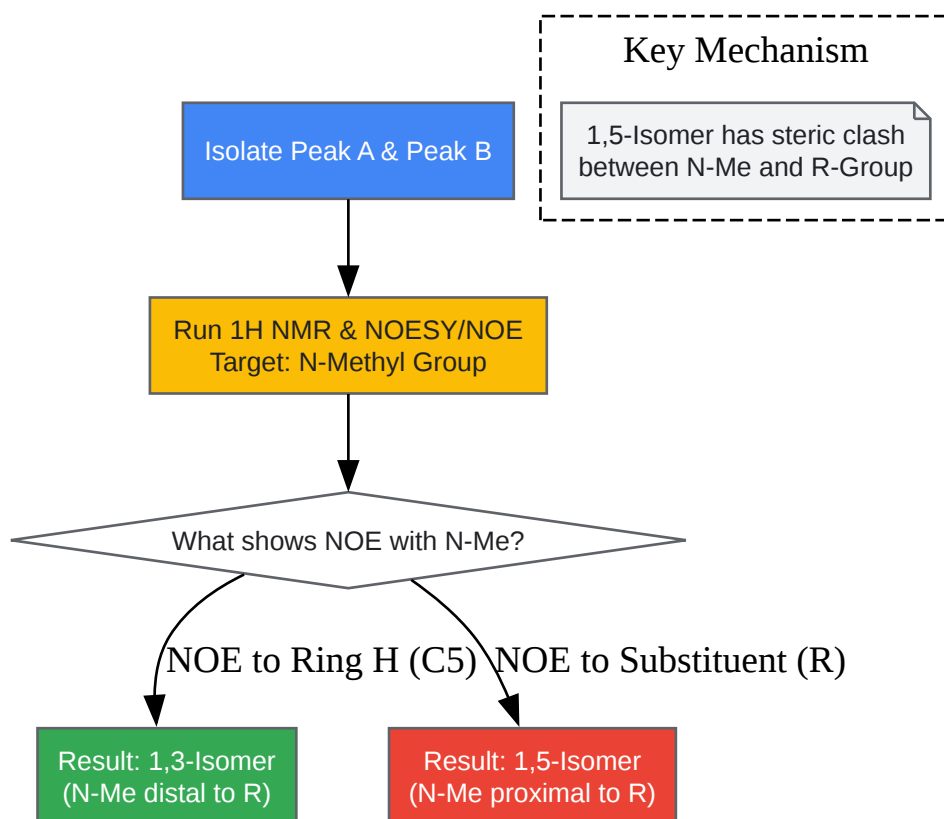 Key Mechanism
1,5-Isomer has steric clash
between N-Me and R-Group
Isolate Peak A & Peak B
Run 1H NMR & NOESY/NOE
Target: N-Methyl Group
What shows NOE with N-Me?
NOE to Ring H (C5)
NOE to Substituent (R)
Result: 1,3-Isomer
(N-Me distal to R)
Result: 1,5-Isomer
(N-Me proximal to R)